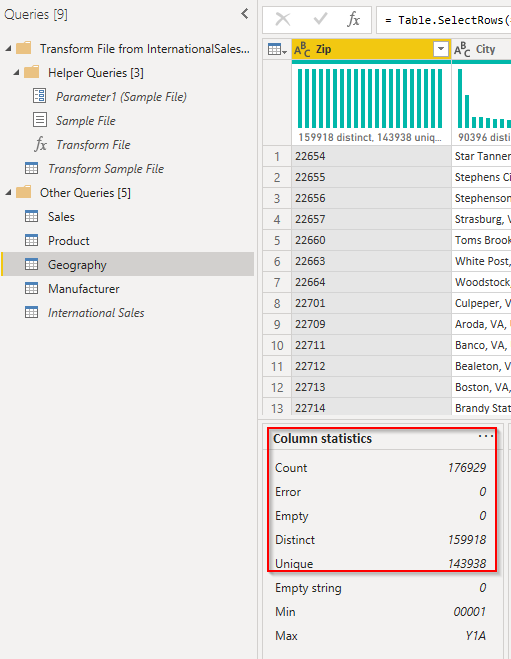 Queries [9]
Transform File from InternationalSales...
Helper Queries [3]
Parameter1 (Sample File)
Sample File
fx Transform File
Transform Sample File
Other Queries [5]
Sales
Product
Geography
Manufacturer
International Sales
fx = Table.SelectRows(
ABC Zip ABC City
159918 distinct, 143938 uniq... 90396 disti
1 22654 Star Tanner
2 22655 Stephens Ci
3 22656 Stephenson
4 22657 Strasburg, V
5 22660 Toms Brook
6 22663 White Post,
7 22664 Woodstock,
8 22701 Culpeper, V
9 22709 Aroda, VA, U
10 22711 Banco, VA,
11 22712 Bealeton, V
12 22713 Boston, VA,
13 22714 Brandy Stat
Column statistics ...
Count 176929
Error 0
Empty 0
Distinct 159918
Unique 143938
Empty string 0
Min 00001
Max Y1A